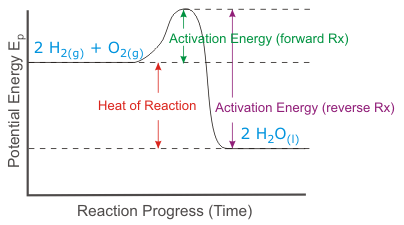 2 H2(g) + O2(g)
Activation Energy (forward Rx)
Heat of Reaction
Activation Energy (reverse Rx)
2 H2O(l)
Potential Energy Ep
Reaction Progress (Time)